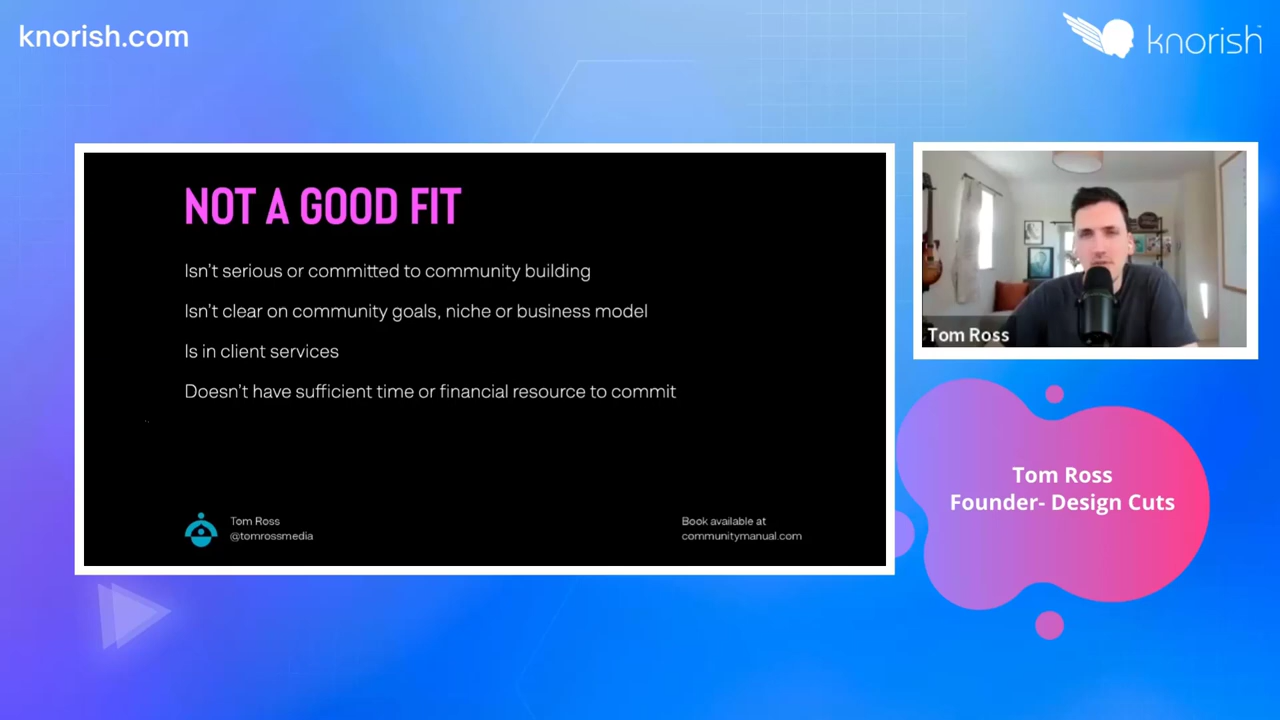 knorish.com
knorish
NOT A GOOD FIT
Isn't serious or committed to community building
Isn't clear on community goals, niche or business model
Is in client services
Doesn't have sufficient time or financial resource to commit
Tom Ross
@tomrossmedia
Book available at
communitymanual.com
Tom Ross
Tom Ross
Founder- Design Cuts